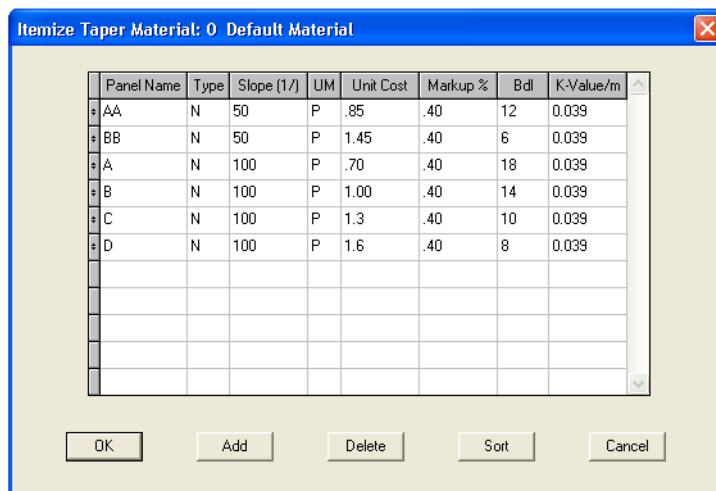 Itemize Taper Material: 0 Default Material
Panel Name Type Slope (1/) UM Unit Cost Markup % Bdl K-Value/m
AA N 50 P .85 .40 12 0.039
BB N 50 P 1.45 .40 6 0.039
A N 100 P .70 .40 18 0.039
B N 100 P 1.00 .40 14 0.039
C N 100 P 1.3 .40 10 0.039
D N 100 P 1.6 .40 8 0.039
OK Add Delete Sort Cancel